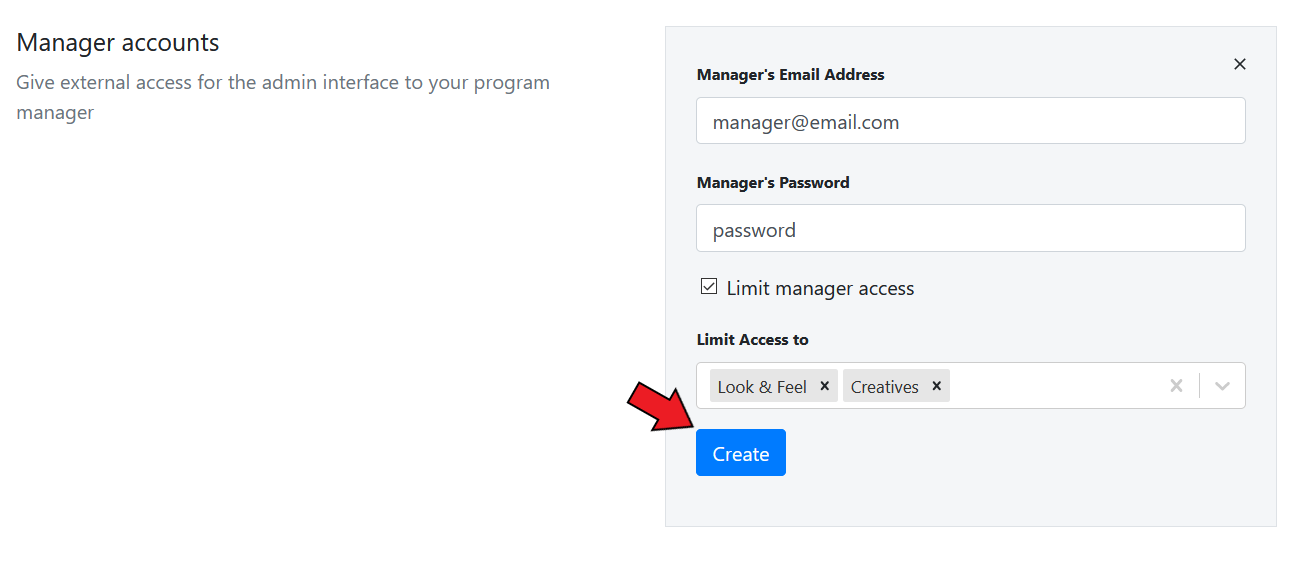 Manager accounts
Give external access for the admin interface to your program
manager
Manager's Email Address
manager@email.com
Manager's Password
password
Limit manager access
Limit Access to
Look & Feel Creatives
Create